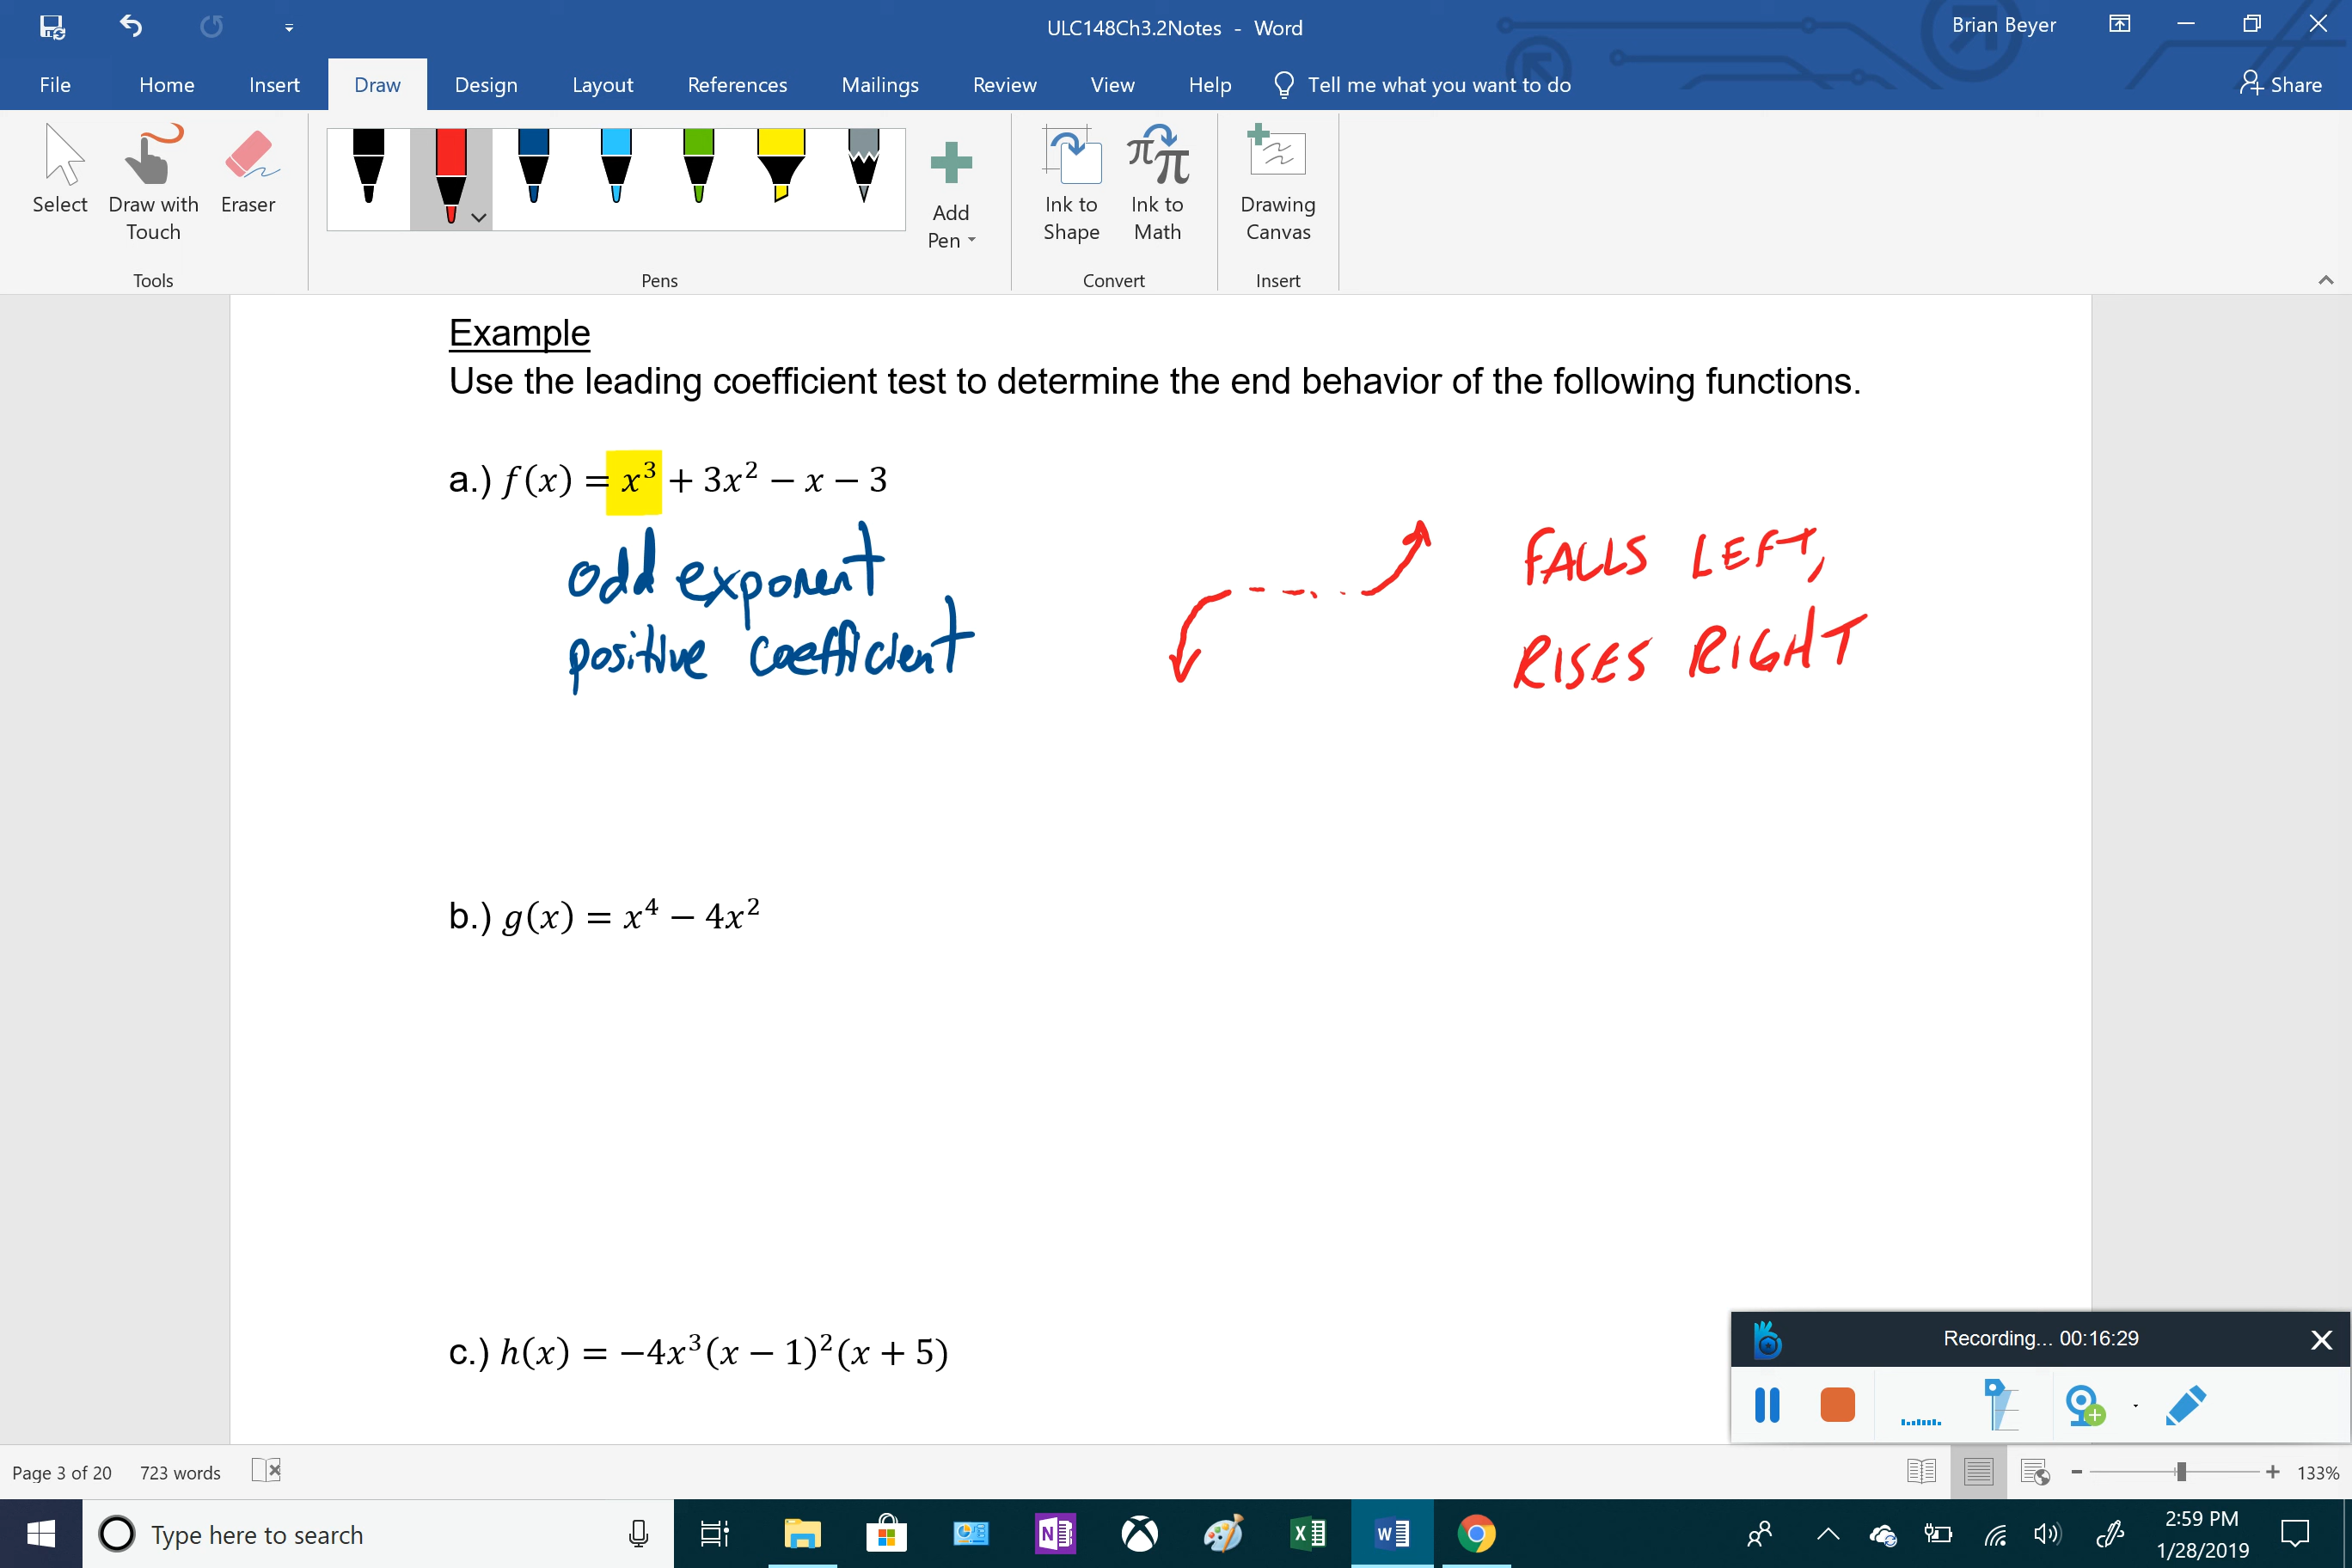 ULC148Ch3.2Notes - Word
Brian Beyer
File Home Insert Draw Design Layout References Mailings Review View Help Tell me what you want to do Share
Select Draw with Touch Eraser
Add Pen
Ink to Shape Ink to Math
Drawing Canvas
Tools Pens Convert Insert
Example
Use the leading coefficient test to determine the end behavior of the following functions.
a.) f(x) = x³ + 3x² − x − 3
odd exponent
positive coefficient
FALLS LEFT,
RISES RIGHT
b.) g(x) = x⁴ − 4x²
c.) h(x) = −4x³(x − 1)²(x + 5)
Recording... 00:16:29
Page 3 of 20 723 words
133%
Type here to search
2:59 PM
1/28/2019